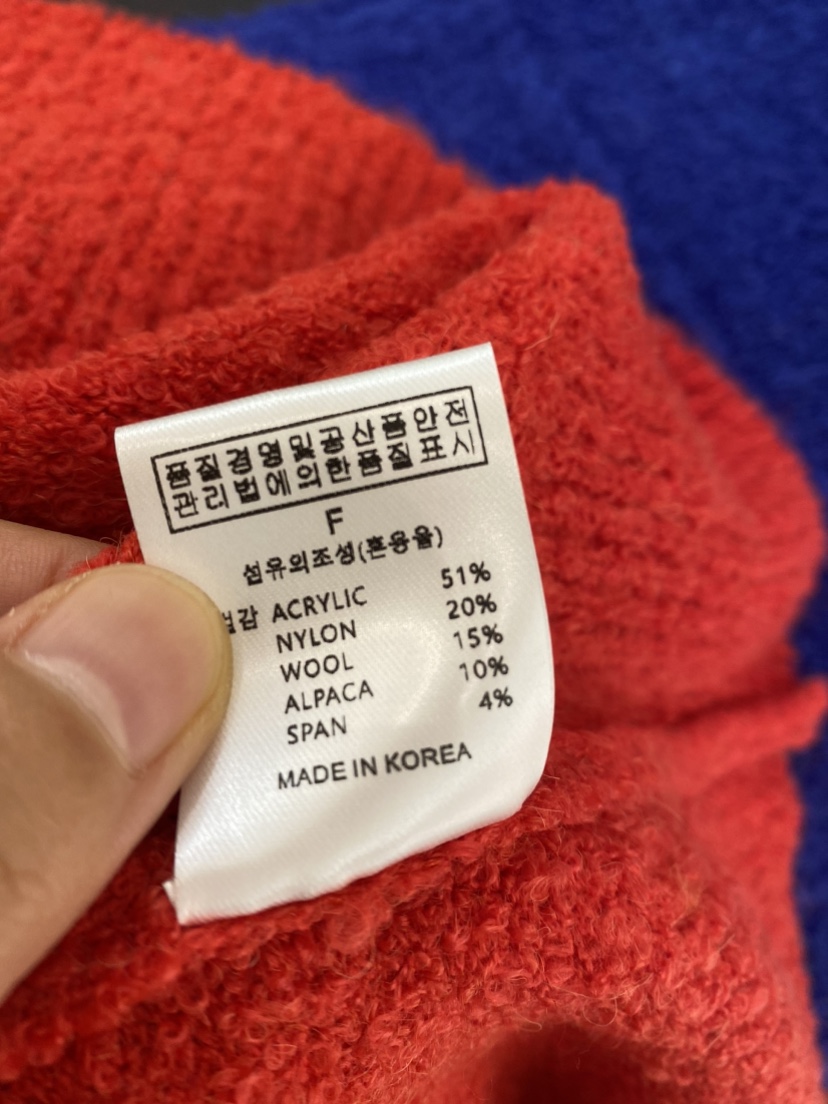 품질경영및공산품안전
관리법에의한품질표시
F
섬유의조성(혼용율)
겉감 ACRYLIC 51%
NYLON 20%
WOOL 15%
ALPACA 10%
SPAN 4%
MADE IN KOREA